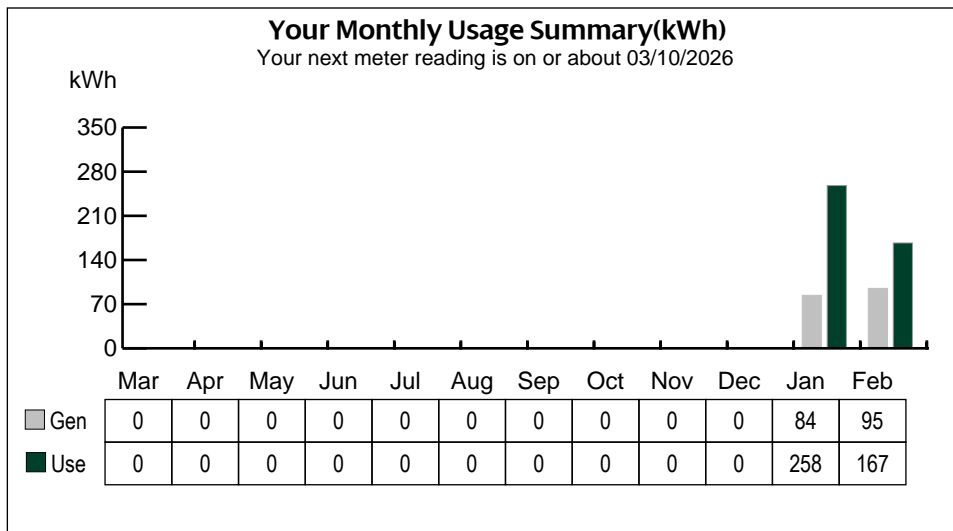 Your Monthly Usage Summary(kWh)
Your next meter reading is on or about 03/10/2026
kWh
350
280
210
140
70
0
Mar Apr May Jun Jul Aug Sep Oct Nov Dec Jan Feb
Gen 0 0 0 0 0 0 0 0 0 0 84 95
Use 0 0 0 0 0 0 0 0 0 0 258 167